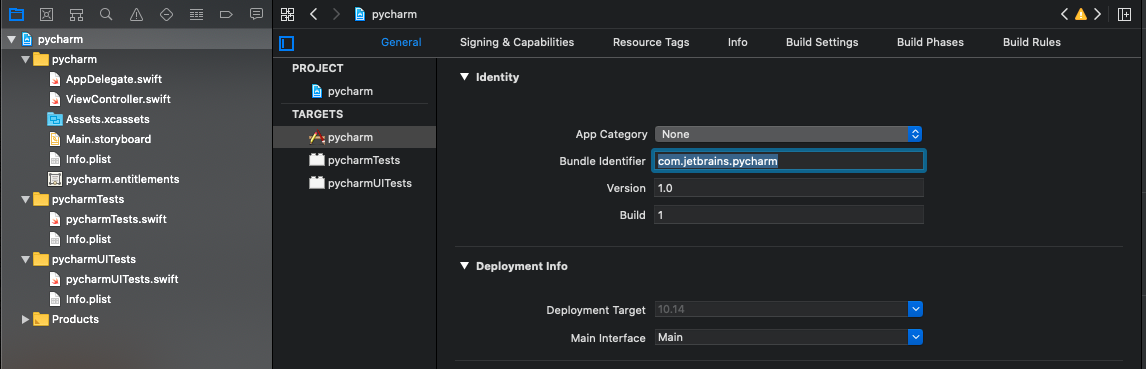 pycharm
General
Signing & Capabilities
Resource Tags
Info
Build Settings
Build Phases
Build Rules
pycharm
pycharm
AppDelegate.swift
ViewController.swift
Assets.xcassets
Main.storyboard
Info.plist
pycharm.entitlements
pycharmTests
pycharmTests.swift
Info.plist
pycharmUITests
pycharmUITests.swift
Info.plist
Products
PROJECT
pycharm
TARGETS
pycharm
pycharmTests
pycharmUITests
Identity
App Category None
Bundle Identifier com.jetbrains.pycharm
Version 1.0
Build 1
Deployment Info
Deployment Target 10.14
Main Interface Main